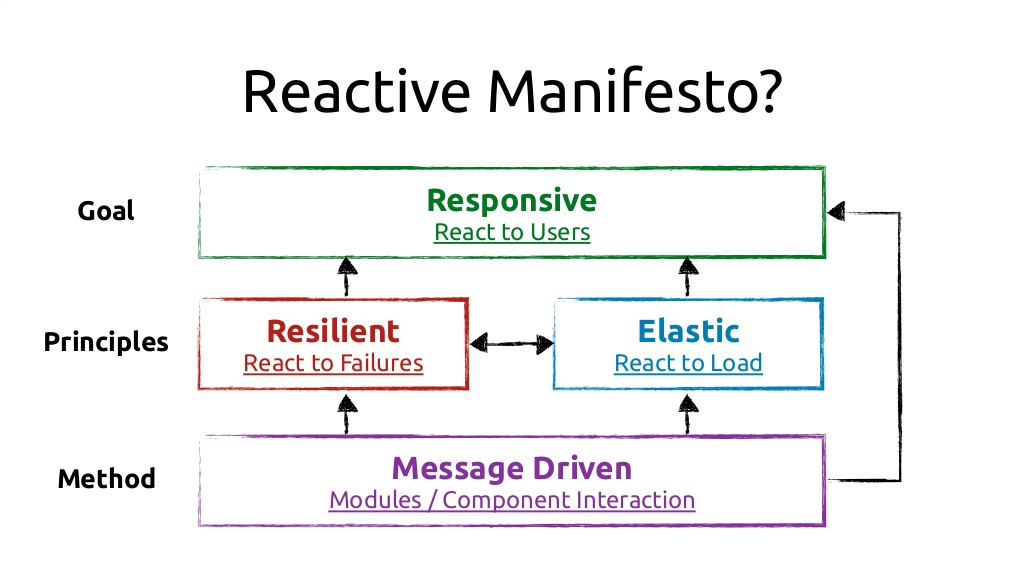 Reactive Manifesto?
Goal
Responsive
React to Users
Principles
Resilient
React to Failures
Elastic
React to Load
Method
Message Driven
Modules / Component Interaction